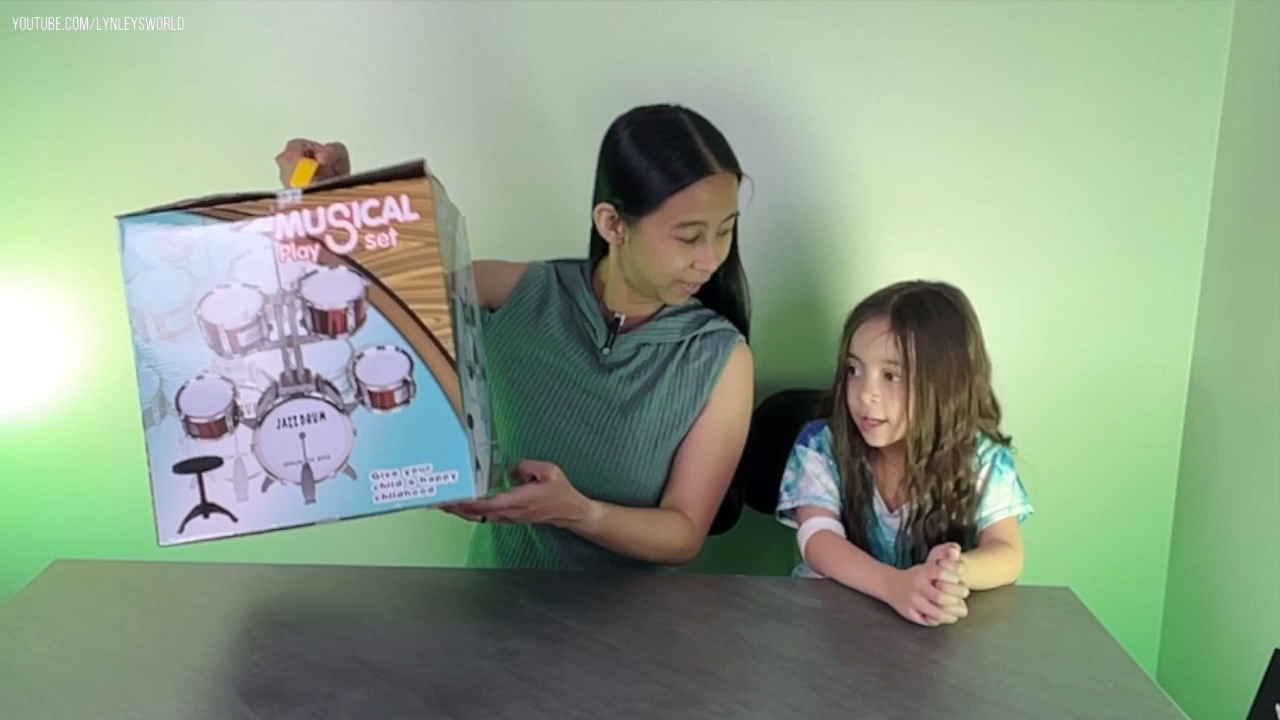 YOUTUBE.COM/LYNLEYSWORLD
MUSICAL
Play set
JAZZ DRUM
Give your
child a happy
childhood